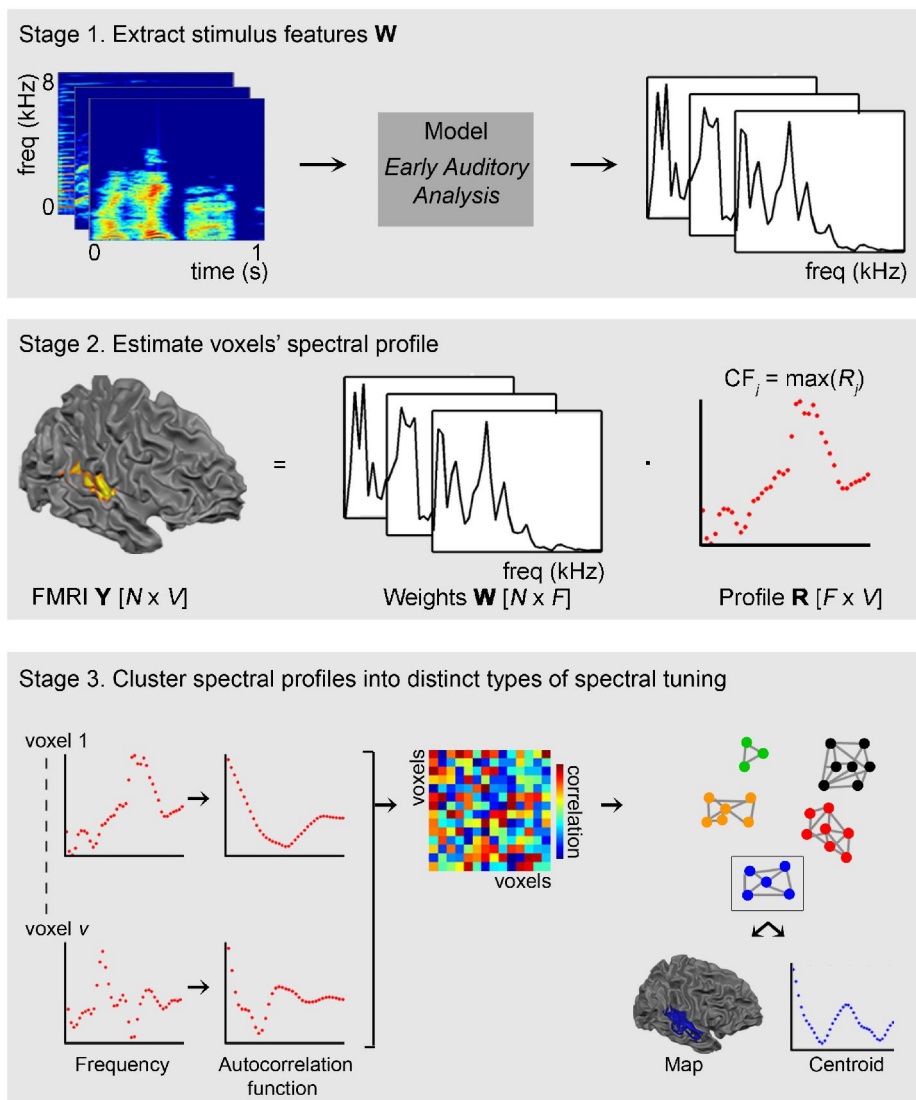 Stage 1. Extract stimulus features W
freq (kHz)
8
0
0
1
time (s)
Model
Early Auditory
Analysis
freq (kHz)
Stage 2. Estimate voxels' spectral profile
CFj = max(Rj)
=
.
freq (kHz)
FMRI Y [N x V]
Weights W [N x F]
Profile R [F x V]
Stage 3. Cluster spectral profiles into distinct types of spectral tuning
voxel 1
voxel v
Frequency
Autocorrelation
function
voxels
voxels
correlation
Map
Centroid